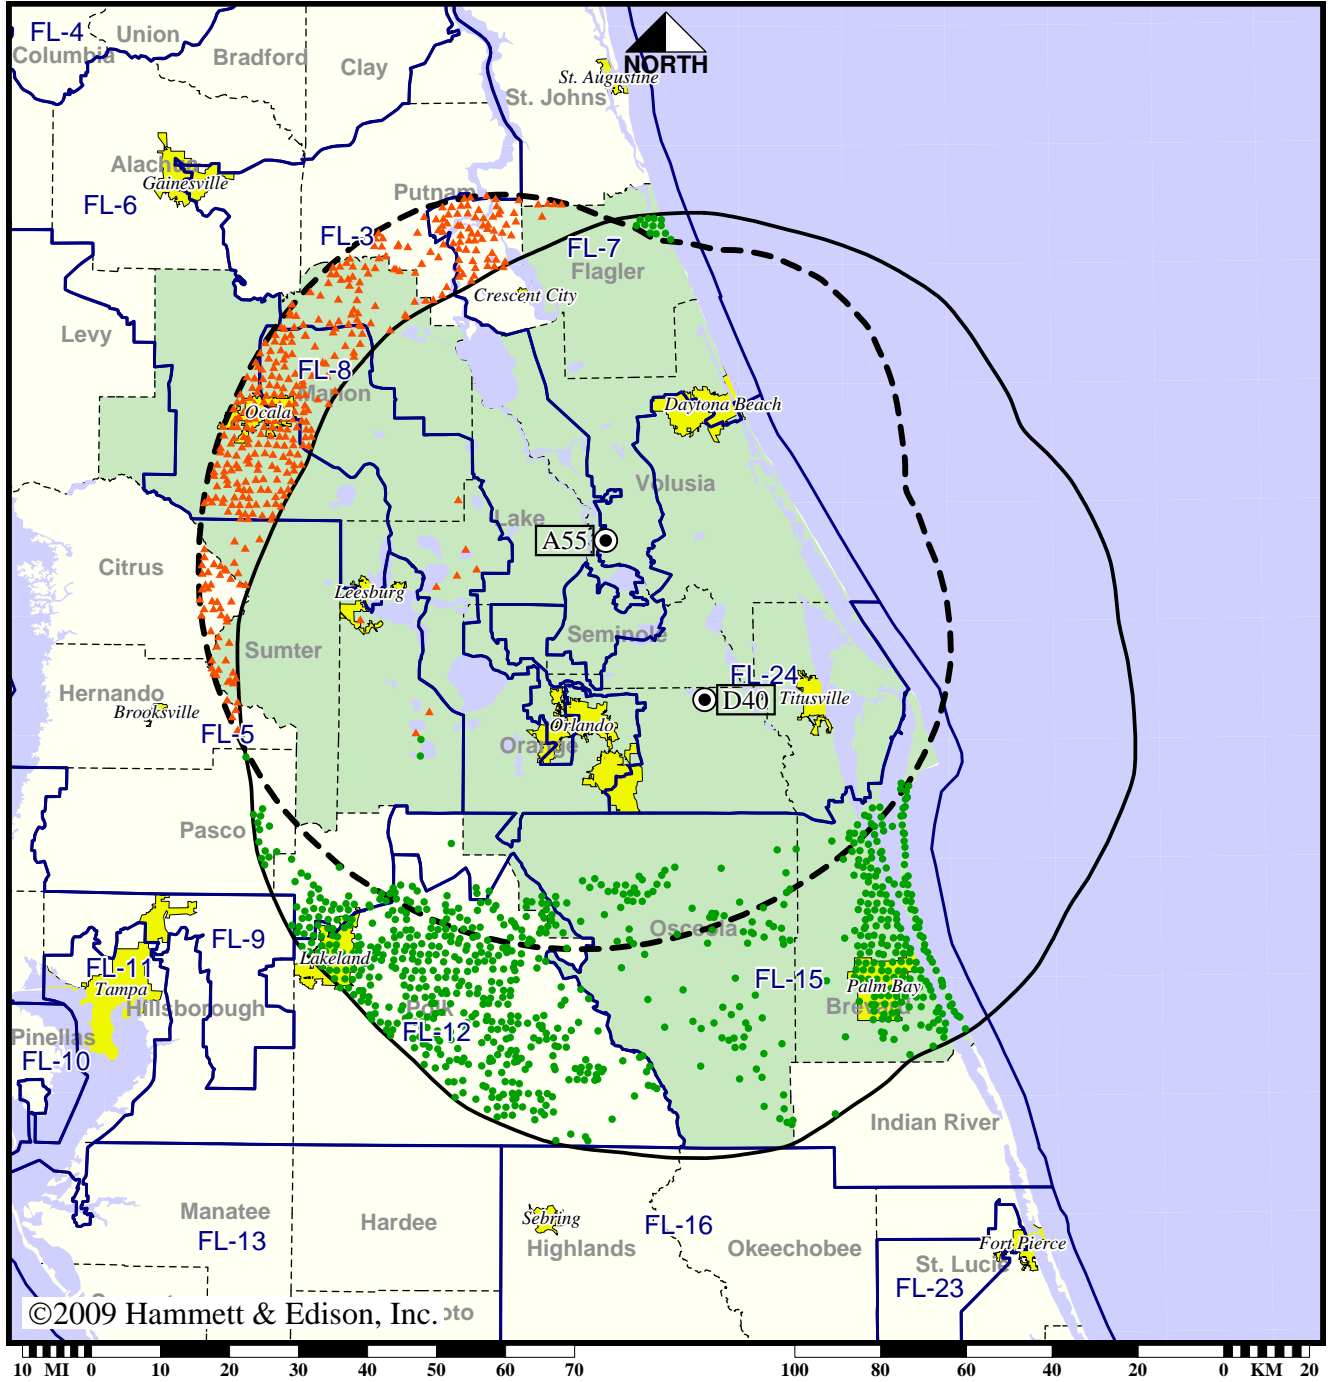 FL-4
Union
Columbia
Bradford
Clay
NORTH
St. Augustine
St. Johns
Alachua
Gainesville
Putnam
FL-6
FL-3
FL-7
Flagler
Crescent City
Levy
FL-8
Marion
Ocala
Daytona Beach
Volusia
Lake
A55
Citrus
Leesburg
Seminole
Sumter
FL-24
Hernando
D40
Titusville
Brooksville
Orlando
FL-5
Orange
Pasco
Osceola
FL-9
Lakeland
FL-11
FL-15
Tampa
Palm Bay
Hillsborough
Polk
Brevard
FL-12
Pinellas
FL-10
Indian River
Manatee
Hardee
Sebring
FL-16
FL-13
Highlands
Okeechobee
Fort Pierce
St. Lucie
FL-23
©2009 Hammett & Edison, Inc.
oto
10 MI 0 10 20 30 40 50 60 70
100 80 60 40 20 0 KM 20